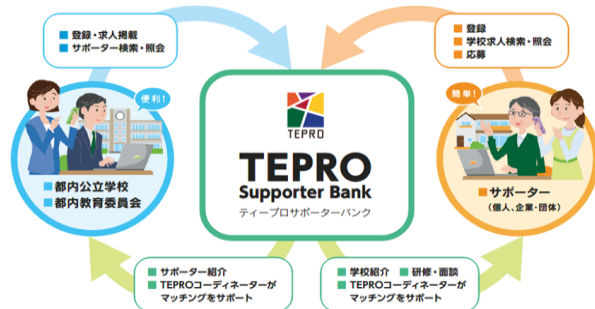 ■ 登録・求人掲載
■ サポーター検索・照会
■ 登録
■ 学校求人検索・照会
■ 応募
便利！
簡単！
TEPRO
TEPRO
Supporter Bank
ティープロサポーターバンク
■ 都内公立学校
■ 都内教育委員会
■ サポーター
（個人、企業・団体）
■ サポーター紹介
■ TEPROコーディネーターが
マッチングをサポート
■ 学校紹介 ■ 研修・面談
■ TEPROコーディネーターが
マッチングをサポート